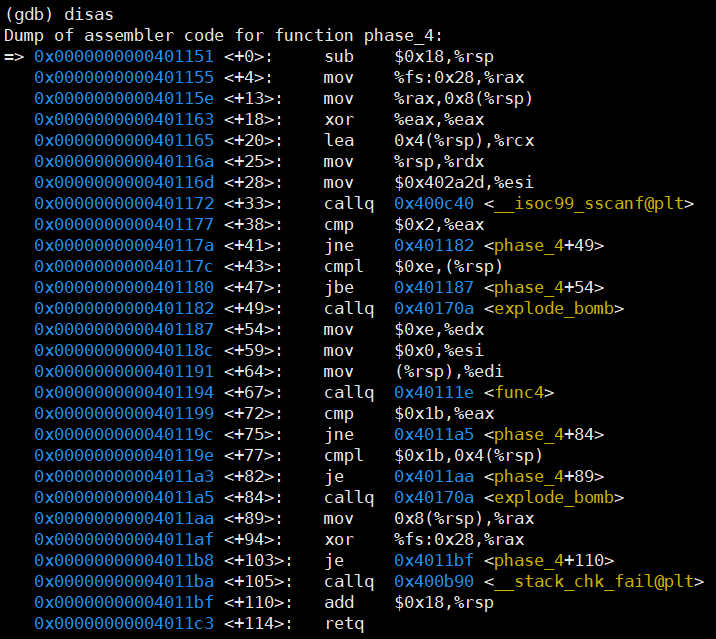 (gdb) disas
Dump of assembler code for function phase_4:
=> 0x0000000000401151 <+0>:     sub    $0x18,%rsp
   0x0000000000401155 <+4>:     mov    %fs:0x28,%rax
   0x000000000040115e <+13>:    mov    %rax,0x8(%rsp)
   0x0000000000401163 <+18>:    xor    %eax,%eax
   0x0000000000401165 <+20>:    lea    0x4(%rsp),%rcx
   0x000000000040116a <+25>:    mov    %rsp,%rdx
   0x000000000040116d <+28>:    mov    $0x402a2d,%esi
   0x0000000000401172 <+33>:    callq  0x400c40 <__isoc99_sscanf@plt>
   0x0000000000401177 <+38>:    cmp    $0x2,%eax
   0x000000000040117a <+41>:    jne    0x401182 <phase_4+49>
   0x000000000040117c <+43>:    cmpl   $0xe,(%rsp)
   0x0000000000401180 <+47>:    jbe    0x401187 <phase_4+54>
   0x0000000000401182 <+49>:    callq  0x40170a <explode_bomb>
   0x0000000000401187 <+54>:    mov    $0xe,%edx
   0x000000000040118c <+59>:    mov    $0x0,%esi
   0x0000000000401191 <+64>:    mov    (%rsp),%edi
   0x0000000000401194 <+67>:    callq  0x40111e <func4>
   0x0000000000401199 <+72>:    cmp    $0x1b,%eax
   0x000000000040119c <+75>:    jne    0x4011a5 <phase_4+84>
   0x000000000040119e <+77>:    cmpl   $0x1b,0x4(%rsp)
   0x00000000004011a3 <+82>:    je     0x4011aa <phase_4+89>
   0x00000000004011a5 <+84>:    callq  0x40170a <explode_bomb>
   0x00000000004011aa <+89>:    mov    0x8(%rsp),%rax
   0x00000000004011af <+94>:    xor    %fs:0x28,%rax
   0x00000000004011b8 <+103>:   je     0x4011bf <phase_4+110>
   0x00000000004011ba <+105>:   callq  0x400b90 <__stack_chk_fail@plt>
   0x00000000004011bf <+110>:   add    $0x18,%rsp
   0x00000000004011c3 <+114>:   retq